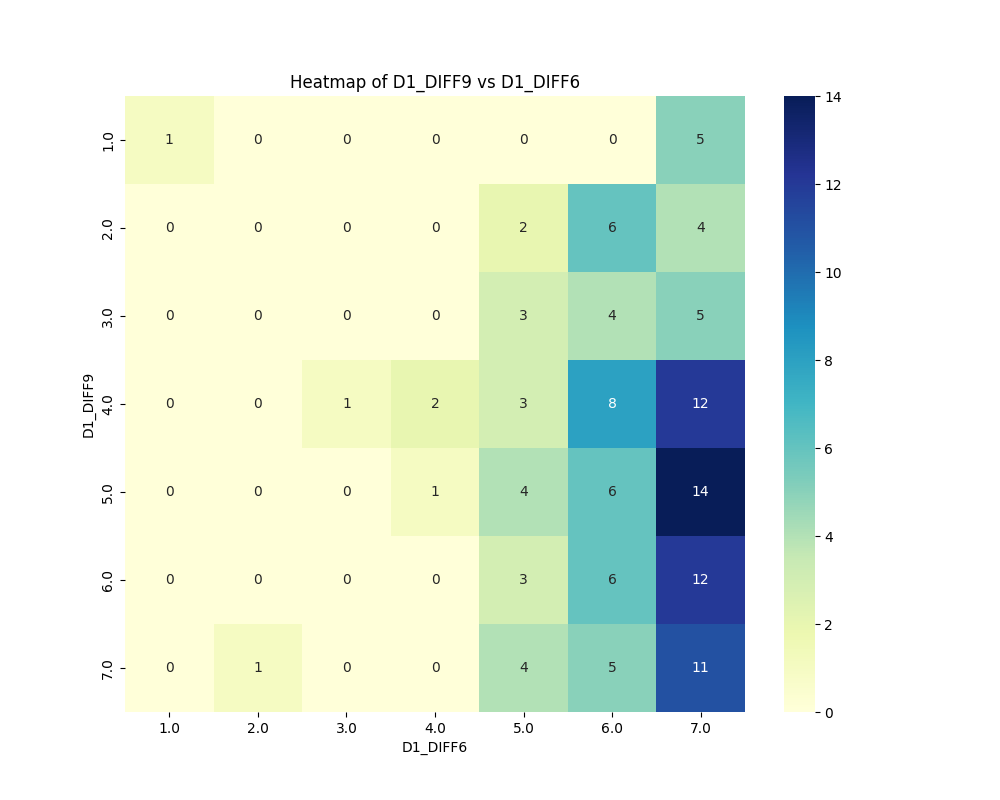 Heatmap of D1_DIFF9 vs D1_DIFF6
1.0 1 0 0 0 0 0 5
2.0 0 0 0 0 2 6 4
3.0 0 0 0 0 3 4 5
4.0 0 0 1 2 3 8 12
5.0 0 0 0 1 4 6 14
6.0 0 0 0 0 3 6 12
7.0 0 1 0 0 4 5 11
D1_DIFF9
1.0 2.0 3.0 4.0 5.0 6.0 7.0
D1_DIFF6
14
12
10
8
6
4
2
0